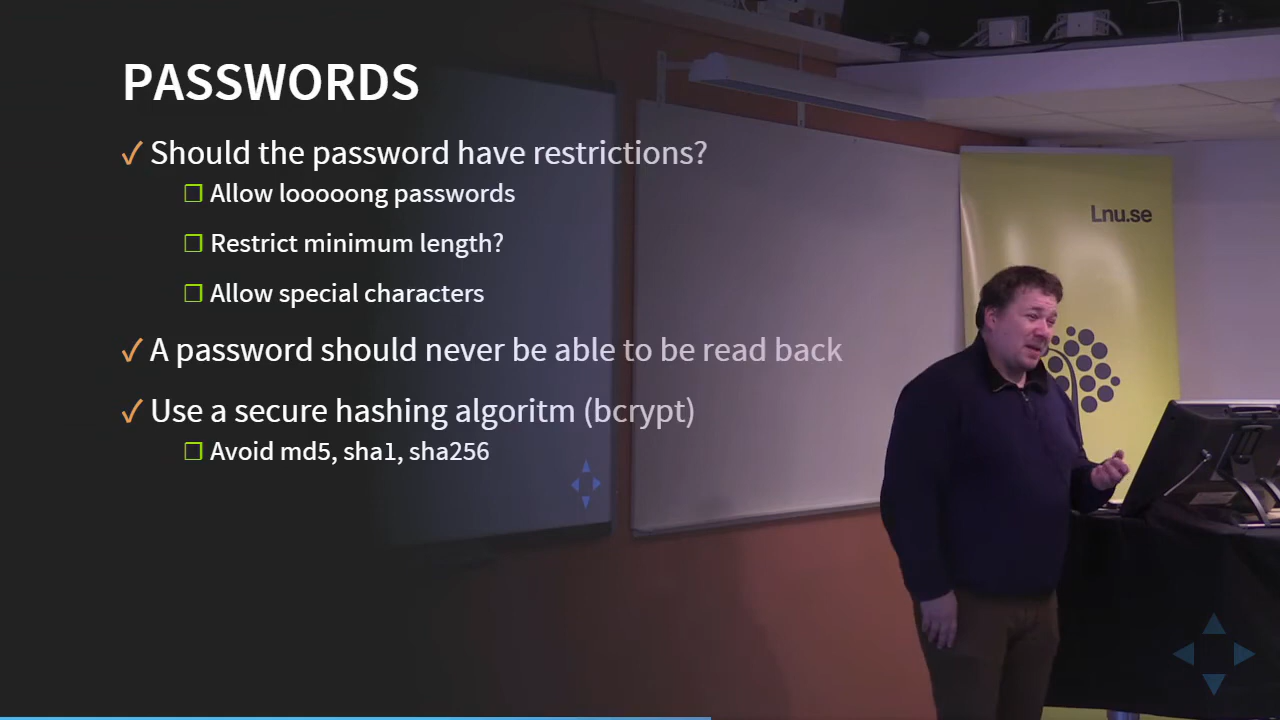 PASSWORDS
✓ Should the password have restrictions?
❒ Allow looooong passwords
❒ Restrict minimum length?
❒ Allow special characters
✓ A password should never be able to be read back
✓ Use a secure hashing algoritm (bcrypt)
❒ Avoid md5, sha1, sha256
Lnu.se